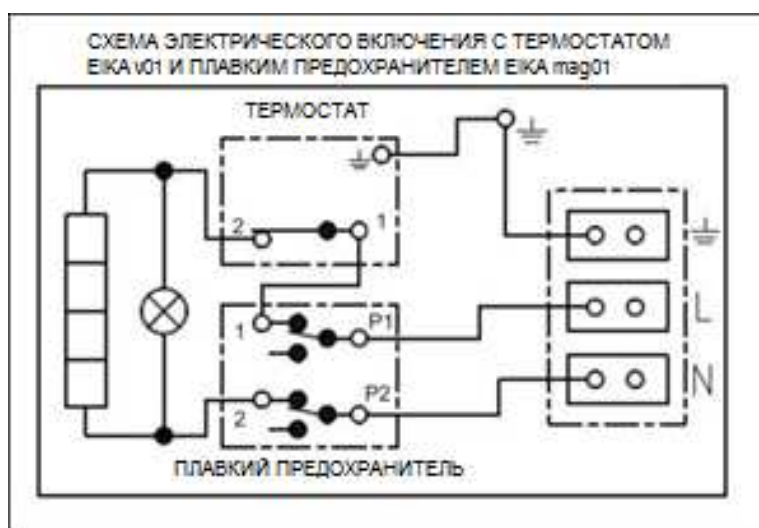 СХЕМА ЭЛЕКТРИЧЕСКОГО ВКЛЮЧЕНИЯ С ТЕРМОСТАТОМ
EIKA v01 И ПЛАВКИМ ПРЕДОХРАНИТЕЛЕМ EIKA mag01
ТЕРМОСТАТ
2
1
1
P1
L
2
P2
N
ПЛАВКИЙ ПРЕДОХРАНИТЕЛЬ